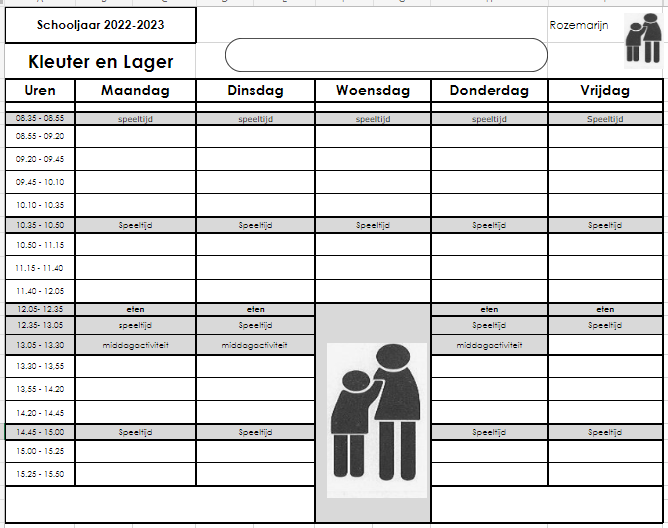 Schooljaar 2022-2023
Rozemarijn
Kleuter en Lager
Uren Maandag Dinsdag Woensdag Donderdag Vrijdag
08.35 - 08.55 speeltijd speeltijd speeltijd speeltijd Speeltijd
08.55 - 09.20
09.20 - 09.45
09.45 - 10.10
10.10 - 10.35
10.35 - 10.50 Speeltijd Speeltijd Speeltijd Speeltijd Speeltijd
10.50 - 11.15
11.15 - 11.40
11.40 - 12.05
12.05- 12.35 eten eten eten eten
12.35- 13.05 speeltijd Speeltijd Speeltijd Speeltijd
13.05 - 13.30 middagactiviteit middagactiviteit middagactiviteit
13.30 - 13,55
13,55 - 14.20
14.20 - 14.45
14.45 - 15.00 Speeltijd Speeltijd Speeltijd Speeltijd
15.00 - 15.25
15.25 - 15.50